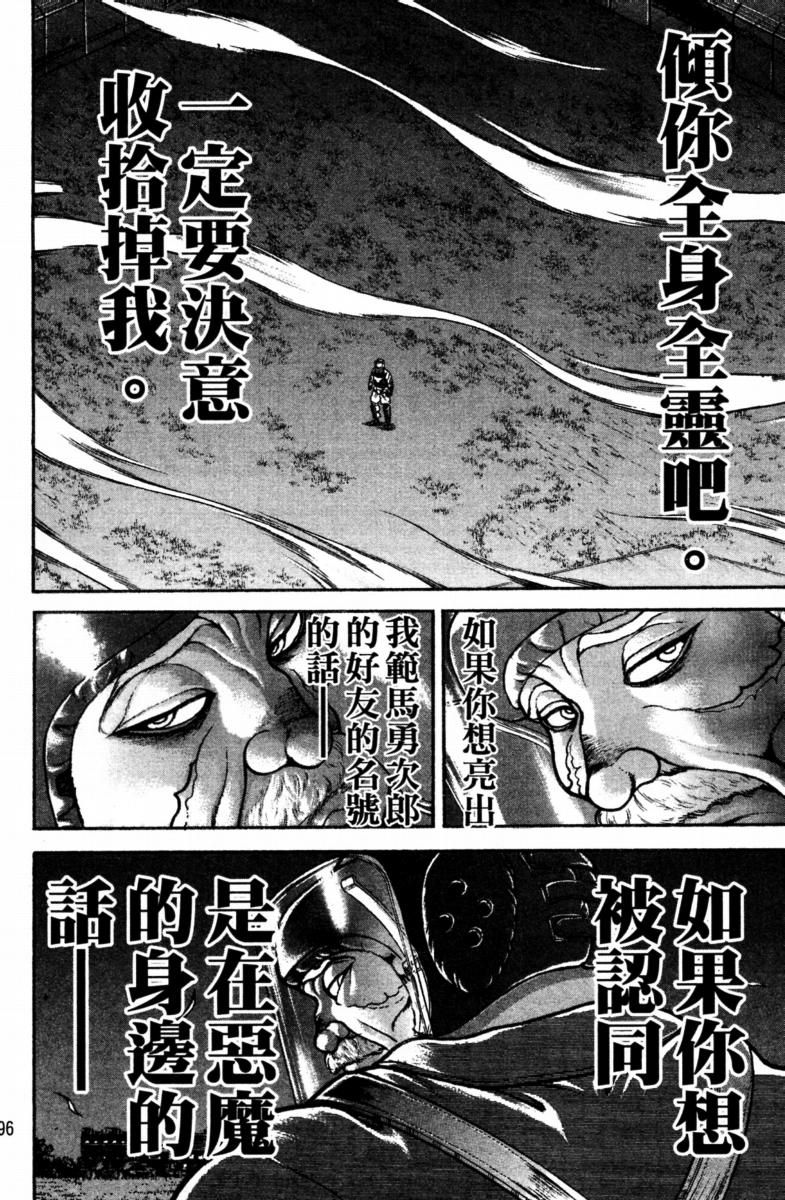 傾你全身全靈吧。
一定要決意
收拾掉我。
如果你想亮出
我範馬勇次郎
的好友的名號
的話——
如果你想
被認同
是在惡魔
的身邊的
話——
96